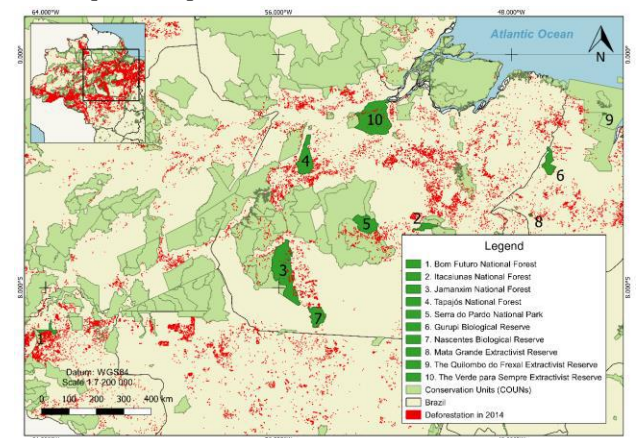 64.000°W
56.000°W
48.000°W
Atlantic Ocean
N
0.000°
0.000°
10
9
4
6
5
2
8
3
7
1
8.000°S
8.000°S
Legend
1. Bom Futuro National Forest
2. Itacaiunas National Forest
3. Jamanxim National Forest
4. Tapajós National Forest
5. Serra do Pardo National Park
6. Gurupi Biological Reserve
7. Nascentes Biological Reserve
8. Mata Grande Extractivist Reserve
9. The Quilombo do Frexal Extractivist Reserve
10. The Verde para Sempre Extractivist Reserve
Conservation Units (COUNs)
Brazil
Deforestation in 2014
Datum: WGS84
Scale 1:7 200 000
0 100 200 300 400 km